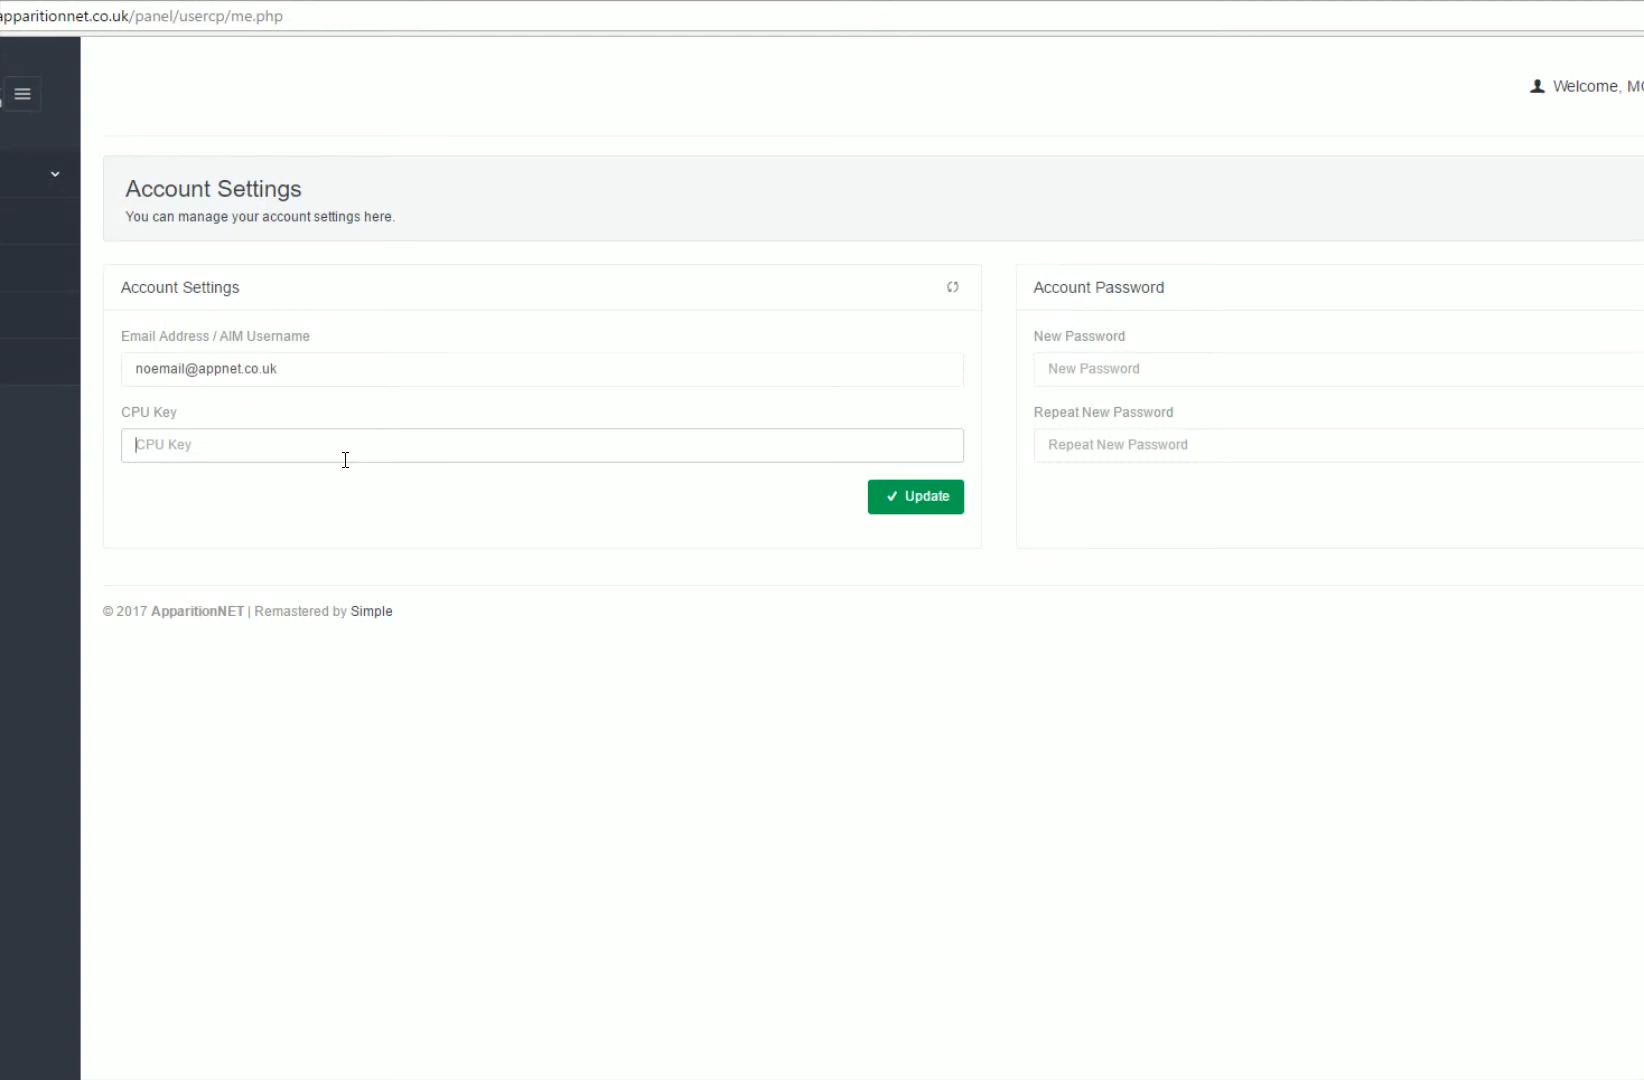 apparitionnet.co.uk/panel/usercp/me.php
Welcome, MO
Account Settings
You can manage your account settings here.
Account Settings
Email Address / AIM Username
noemail@appnet.co.uk
CPU Key
CPU Key
✔ Update
Account Password
New Password
New Password
Repeat New Password
Repeat New Password
© 2017 ApparitionNET | Remastered by Simple